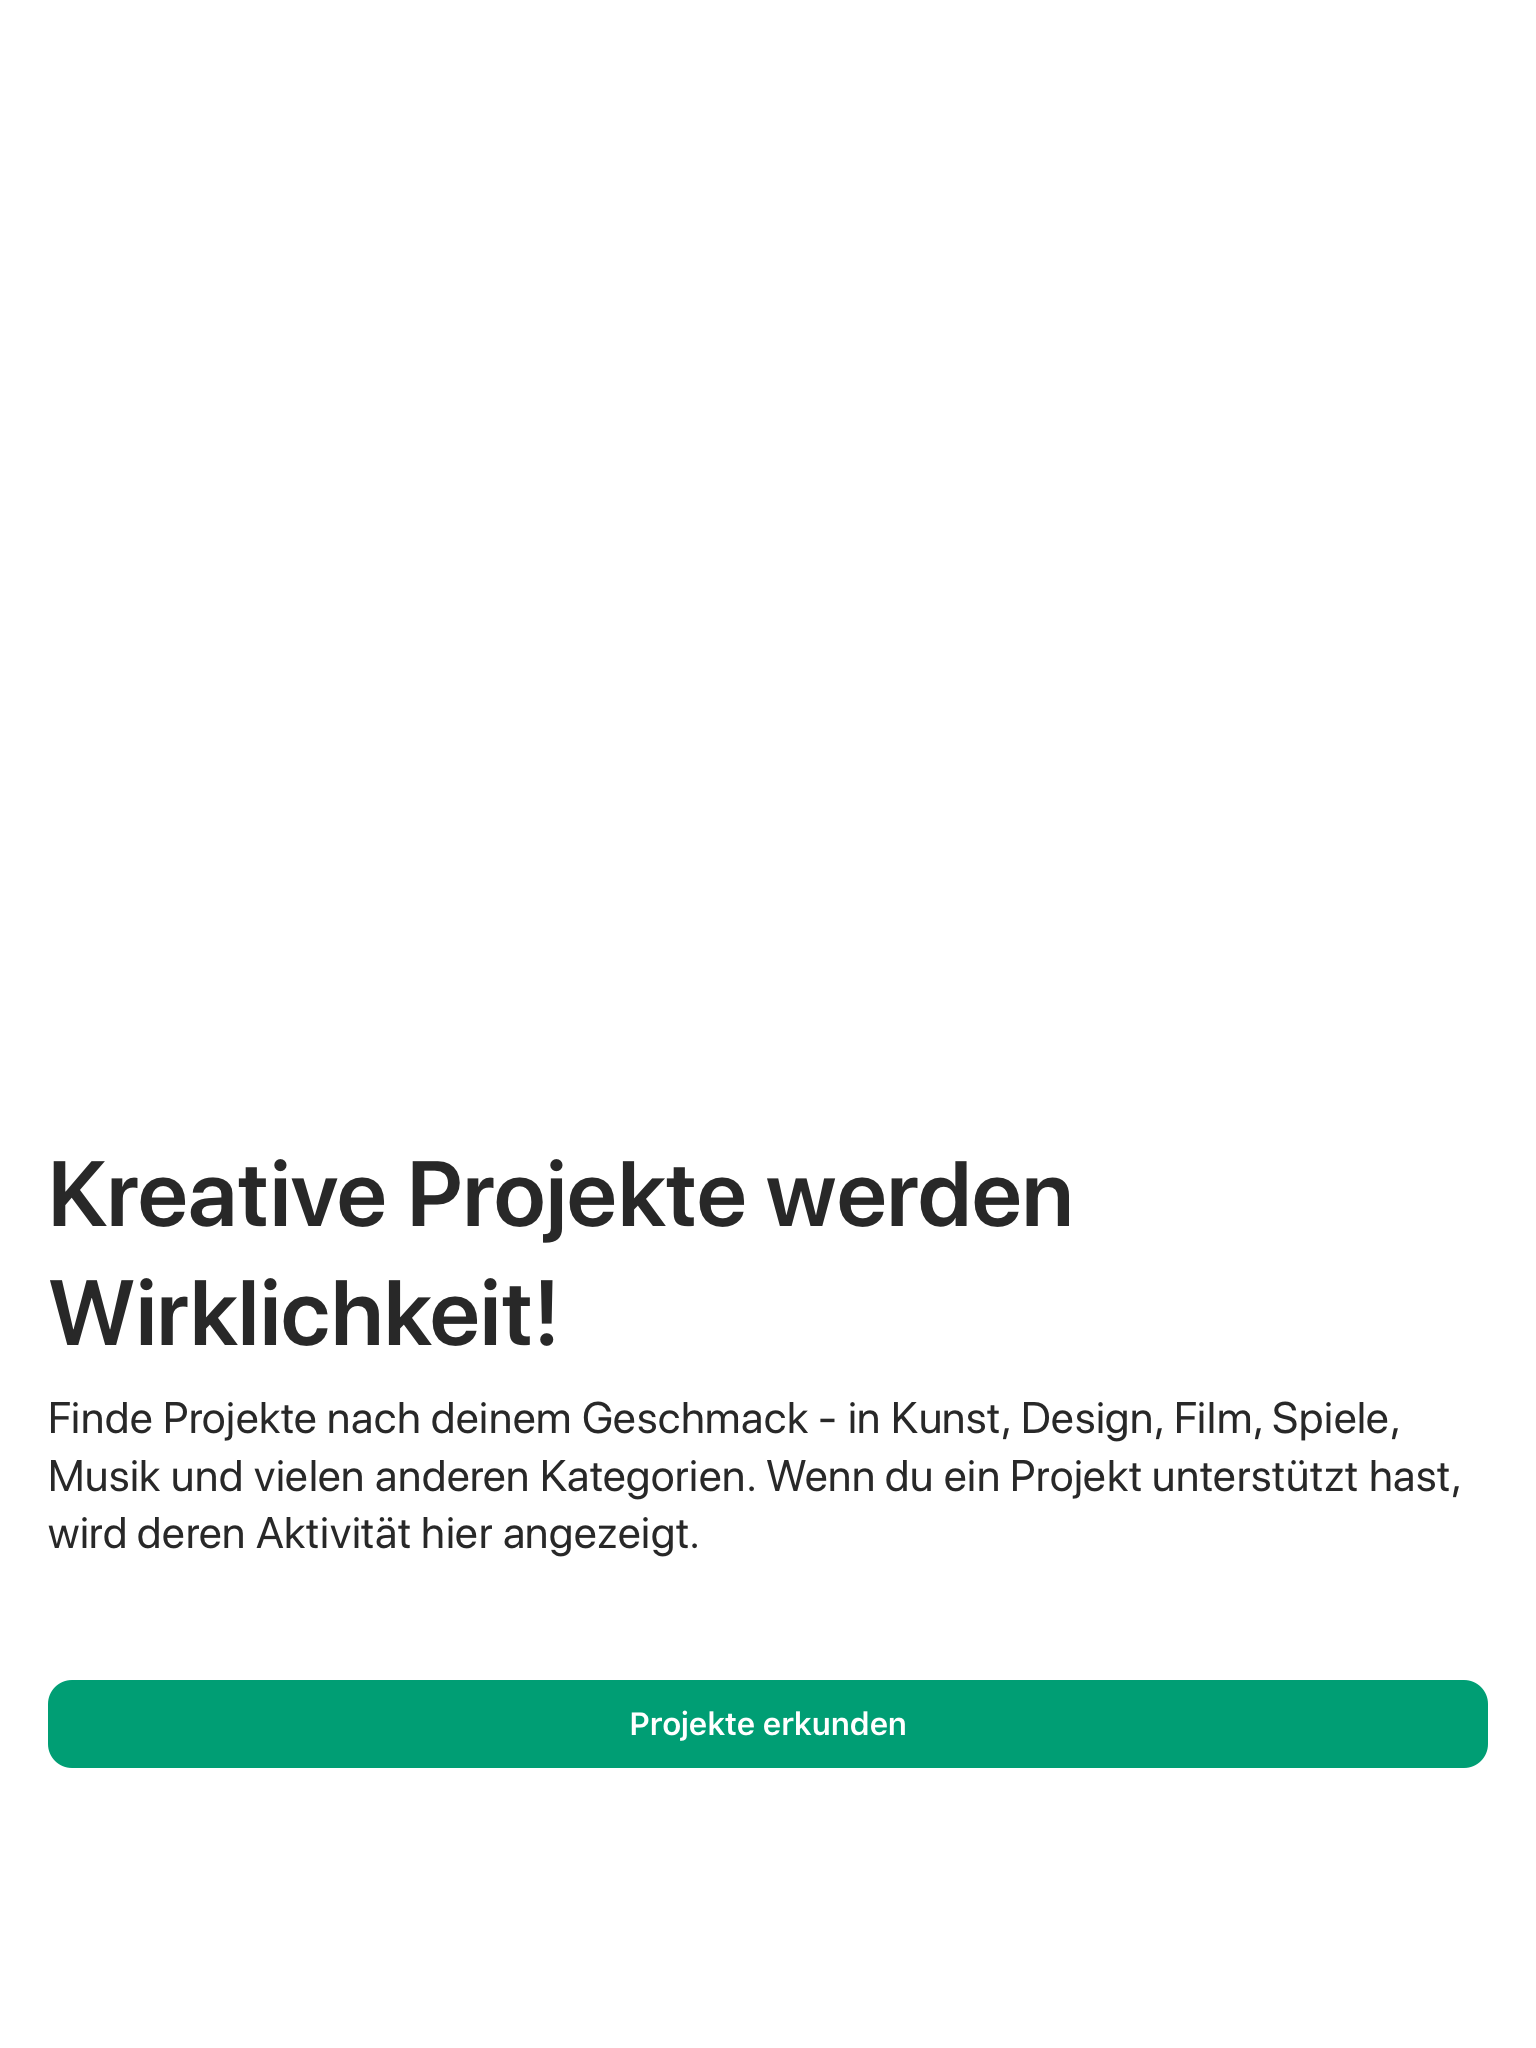 Kreative Projekte werden
Wirklichkeit!
Finde Projekte nach deinem Geschmack - in Kunst, Design, Film, Spiele,
Musik und vielen anderen Kategorien. Wenn du ein Projekt unterstützt hast,
wird deren Aktivität hier angezeigt.
Projekte erkunden